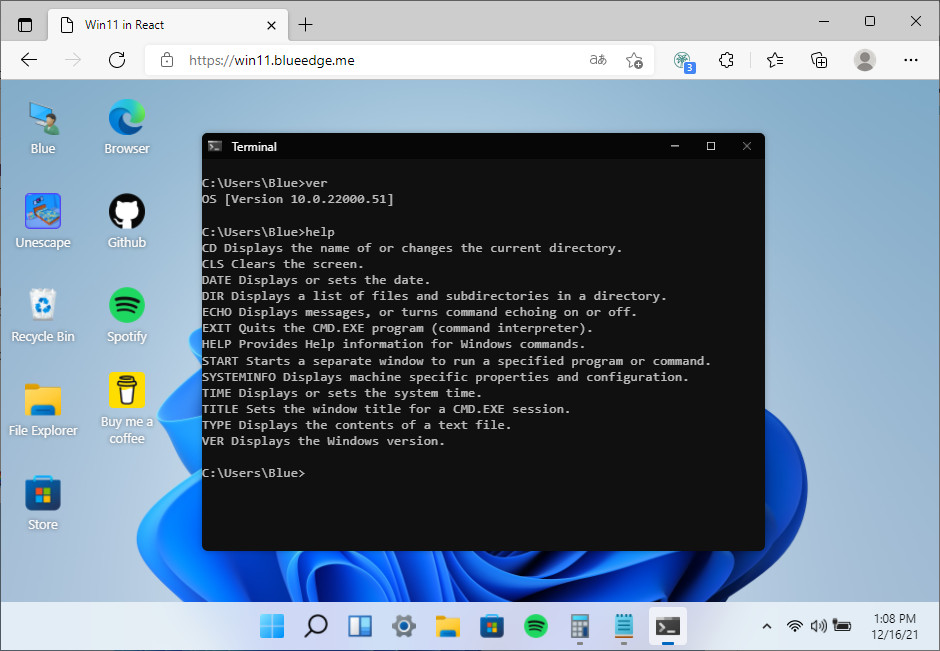 Win11 in React
https://win11.blueedge.me
aあ
3
Blue
Browser
Unescape
Github
Recycle Bin
Spotify
File Explorer
Buy me a
coffee
Store
Terminal
C:\Users\Blue>ver
OS [Version 10.0.22000.51]
C:\Users\Blue>help
CD Displays the name of or changes the current directory.
CLS Clears the screen.
DATE Displays or sets the date.
DIR Displays a list of files and subdirectories in a directory.
ECHO Displays messages, or turns command echoing on or off.
EXIT Quits the CMD.EXE program (command interpreter).
HELP Provides Help information for Windows commands.
START Starts a separate window to run a specified program or command.
SYSTEMINFO Displays machine specific properties and configuration.
TIME Displays or sets the system time.
TITLE Sets the window title for a CMD.EXE session.
TYPE Displays the contents of a text file.
VER Displays the Windows version.
C:\Users\Blue>
1:08 PM
12/16/21